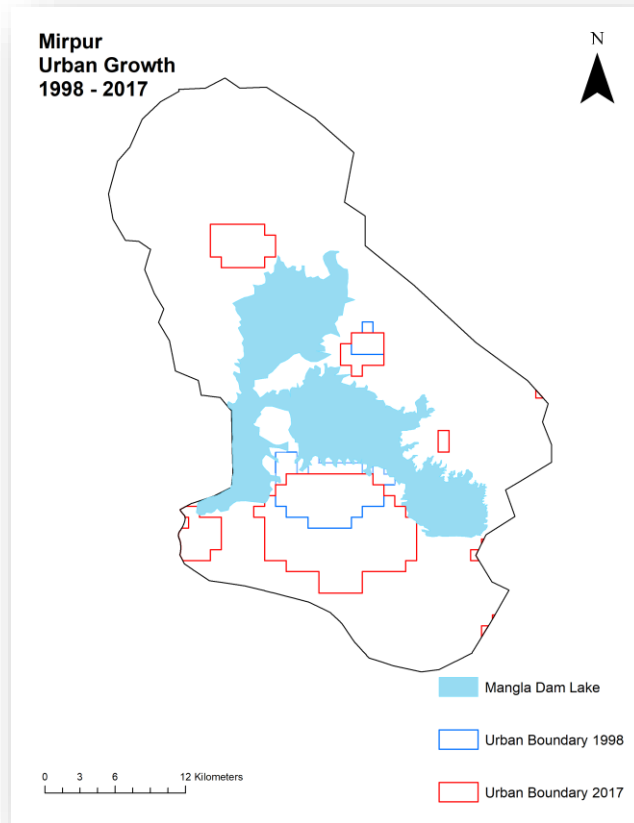 Mirpur
Urban Growth
1998 - 2017
N
Mangla Dam Lake
Urban Boundary 1998
Urban Boundary 2017
0 3 6 12 Kilometers